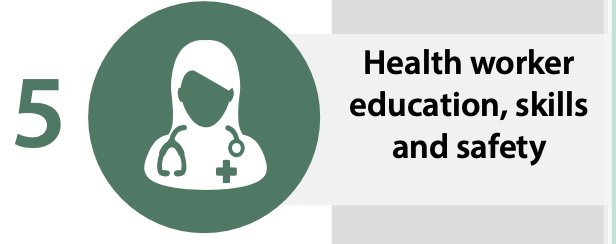 5
Health worker
education, skills
and safety